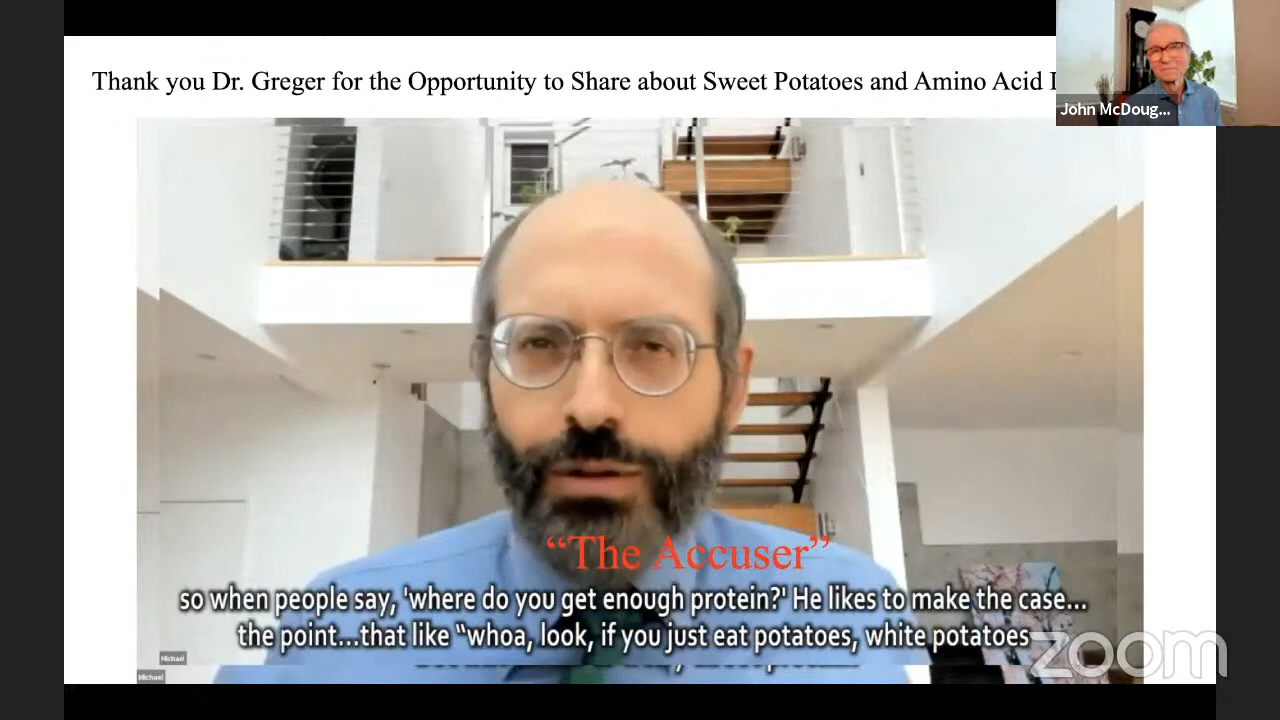 Thank you Dr. Greger for the Opportunity to Share about Sweet Potatoes and Amino Acid
John McDoug...
“The Accuser”
so when people say, 'where do you get enough protein?' He likes to make the case...
the point...that like “whoa, look, if you just eat potatoes, white potatoes
Michael
Michael
zoom